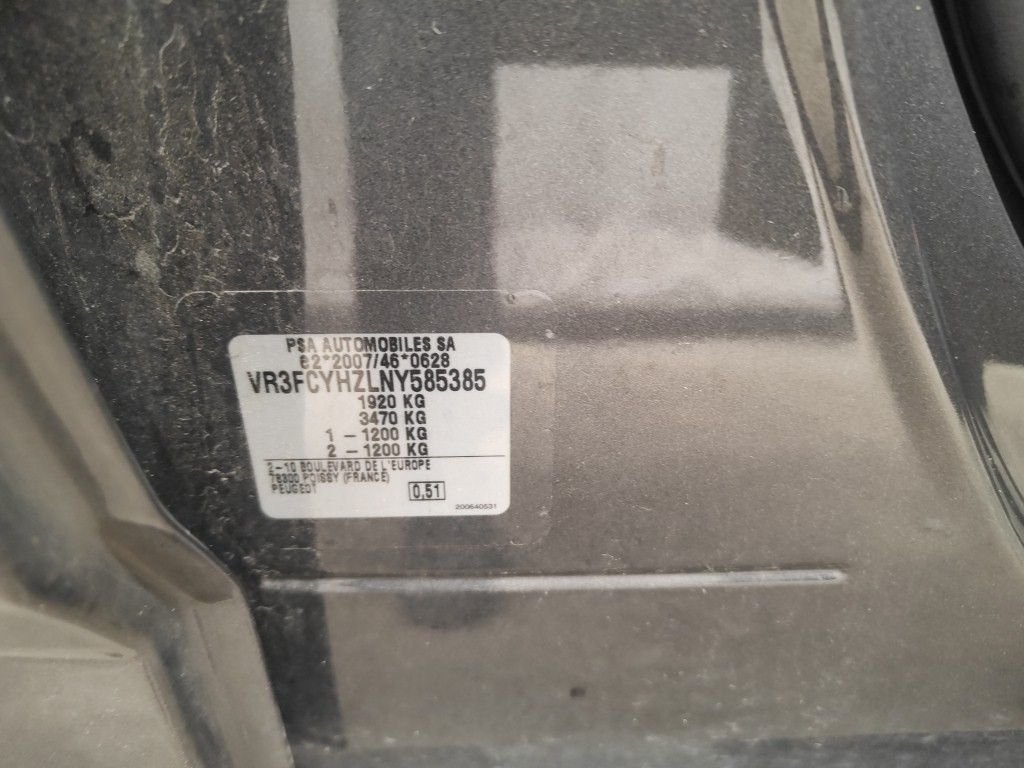 PSA AUTOMOBILES SA
e2*2007/46*0628
VR3FCYHZLNY585385
1920 KG
3470 KG
1 - 1200 KG
2 - 1200 KG
2-10 BOULEVARD DE L'EUROPE
78300 POISSY (FRANCE)
PEUGEOT
0,51
200640531